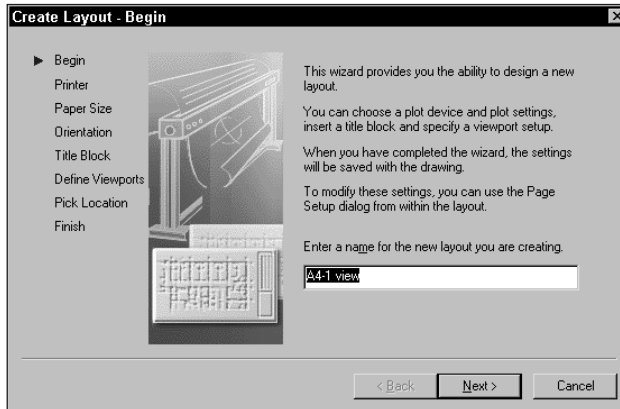 Create Layout - Begin
Begin
Printer
Paper Size
Orientation
Title Block
Define Viewports
Pick Location
Finish
This wizard provides you the ability to design a new
layout.
You can choose a plot device and plot settings,
insert a title block and specify a viewport setup.
When you have completed the wizard, the settings
will be saved with the drawing.
To modify these settings, you can use the Page
Setup dialog from within the layout.
Enter a name for the new layout you are creating.
A4-1 view
< Back
Next >
Cancel